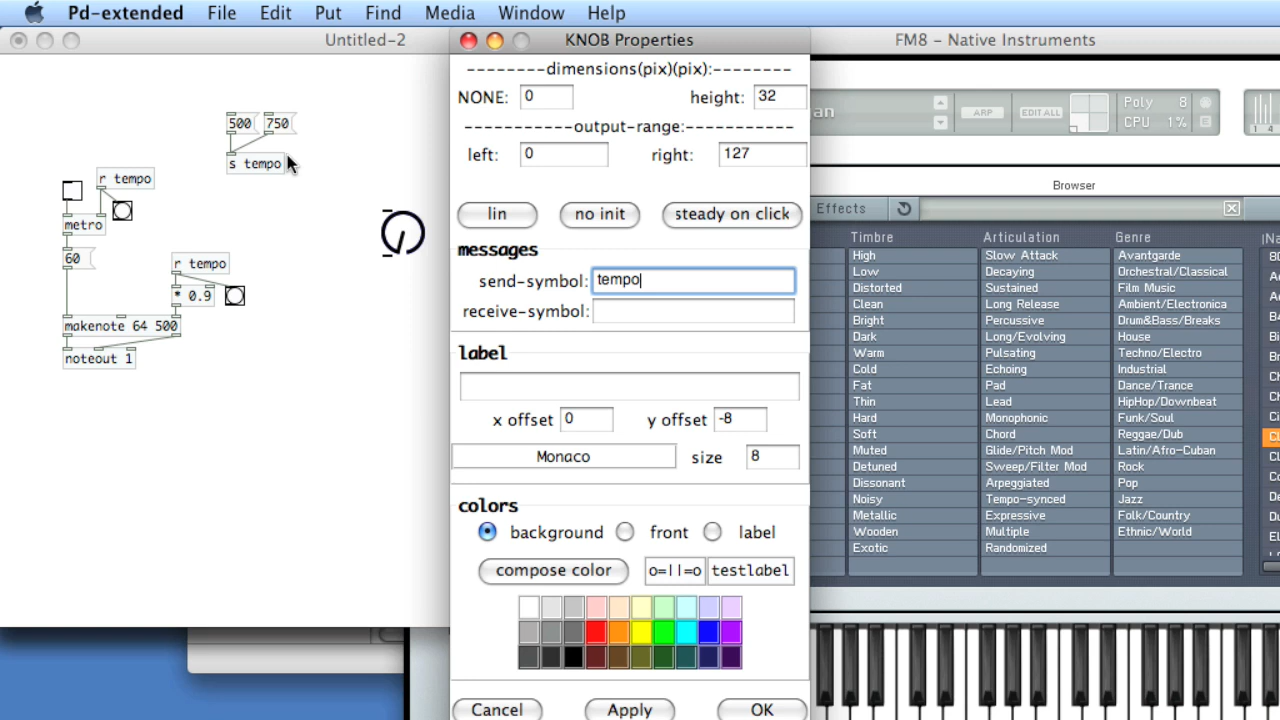 Pd-extended File Edit Put Find Media Window Help
Untitled-2
500 750
s tempo
r tempo
metro
60
r tempo
* 0.9
makenote 64 500
noteout 1
KNOB Properties
--------dimensions(pix)(pix):--------
NONE: 0 height: 32
-----------output-range:-----------
left: 0 right: 127
lin no init steady on click
messages
send-symbol: tempo
receive-symbol:
label
x offset 0 y offset -8
Monaco size 8
colors
background front label
compose color o=||=o testlabel
Cancel Apply OK
FM8 - Native Instruments
an ARP EDIT ALL Poly 8
CPU 1%
1 4
Browser
Effects
Timbre
High
Low
Distorted
Clean
Bright
Dark
Warm
Cold
Fat
Thin
Hard
Soft
Muted
Detuned
Dissonant
Noisy
Metallic
Wooden
Exotic
Articulation
Slow Attack
Decaying
Sustained
Long Release
Percussive
Long/Evolving
Pulsating
Echoing
Pad
Lead
Monophonic
Chord
Glide/Pitch Mod
Sweep/Filter Mod
Arpeggiated
Tempo-synced
Expressive
Multiple
Randomized
Genre
Avantgarde
Orchestral/Classical
Film Music
Ambient/Electronica
Drum&Bass/Breaks
House
Techno/Electro
Industrial
Dance/Trance
HipHop/Downbeat
Funk/Soul
Reggae/Dub
Latin/Afro-Cuban
Rock
Pop
Jazz
Folk/Country
Ethnic/World